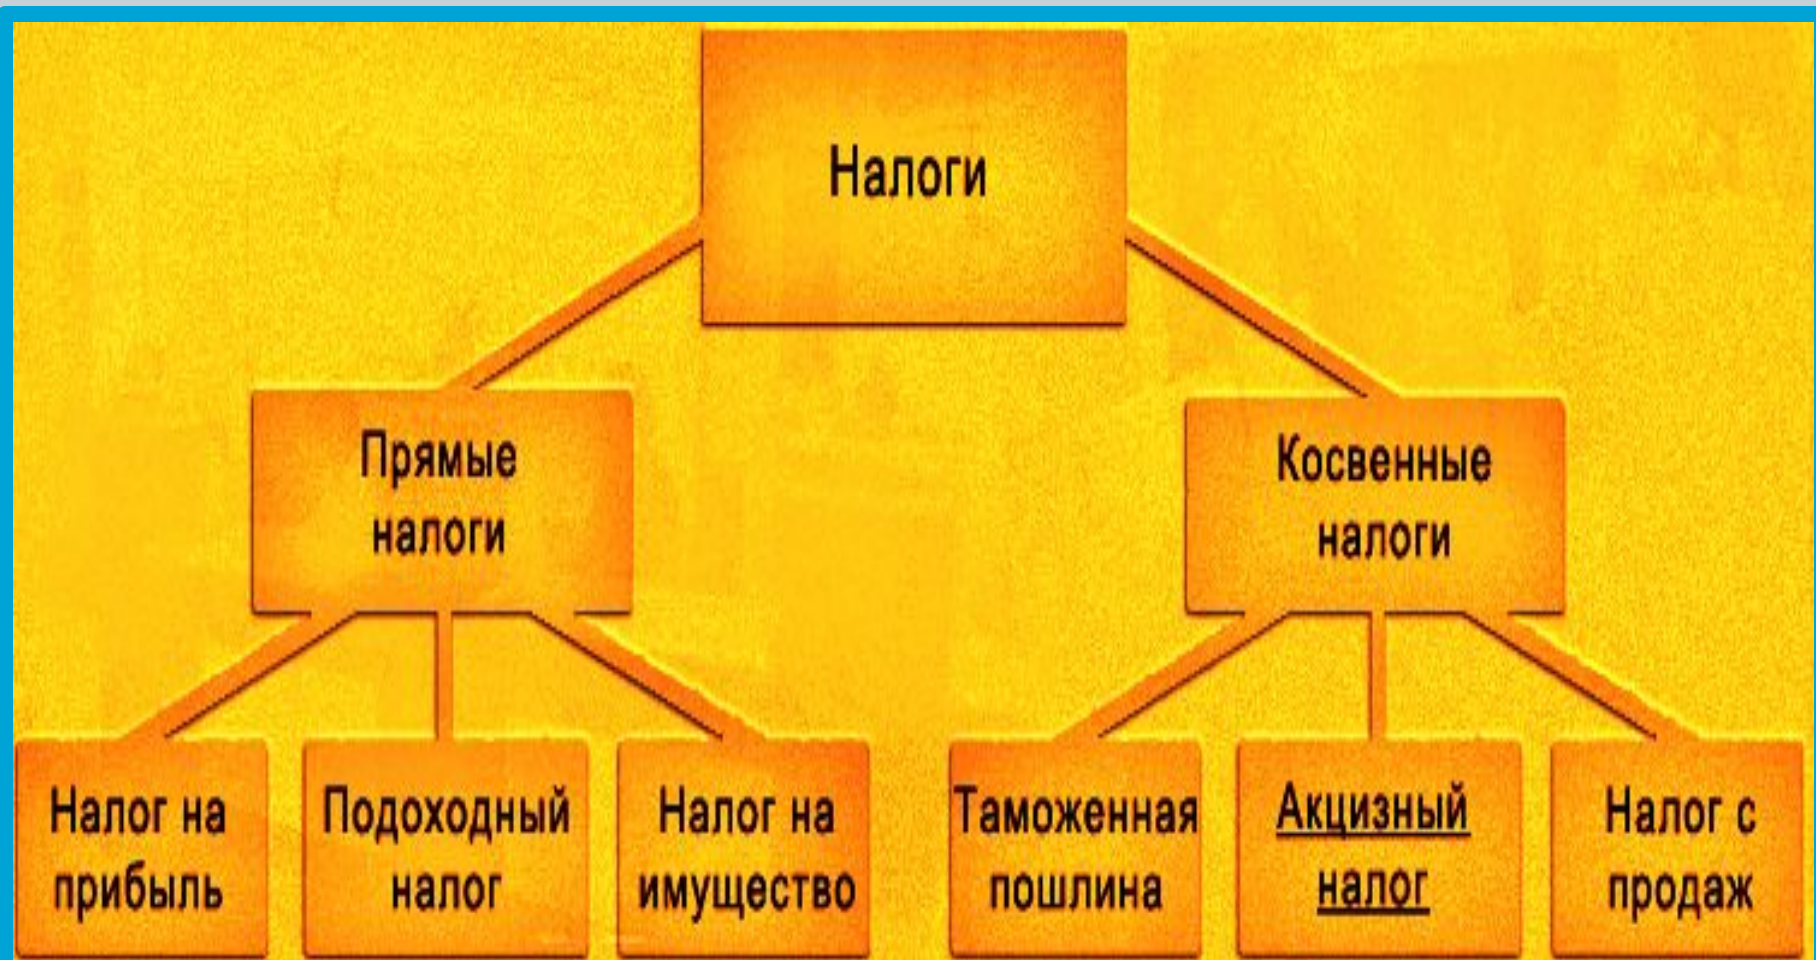 Налоги
Прямые
налоги
Косвенные
налоги
Налог на
прибыль
Подоходный
налог
Налог на
имущество
Таможенная
пошлина
Акцизный
налог
Налог с
продаж